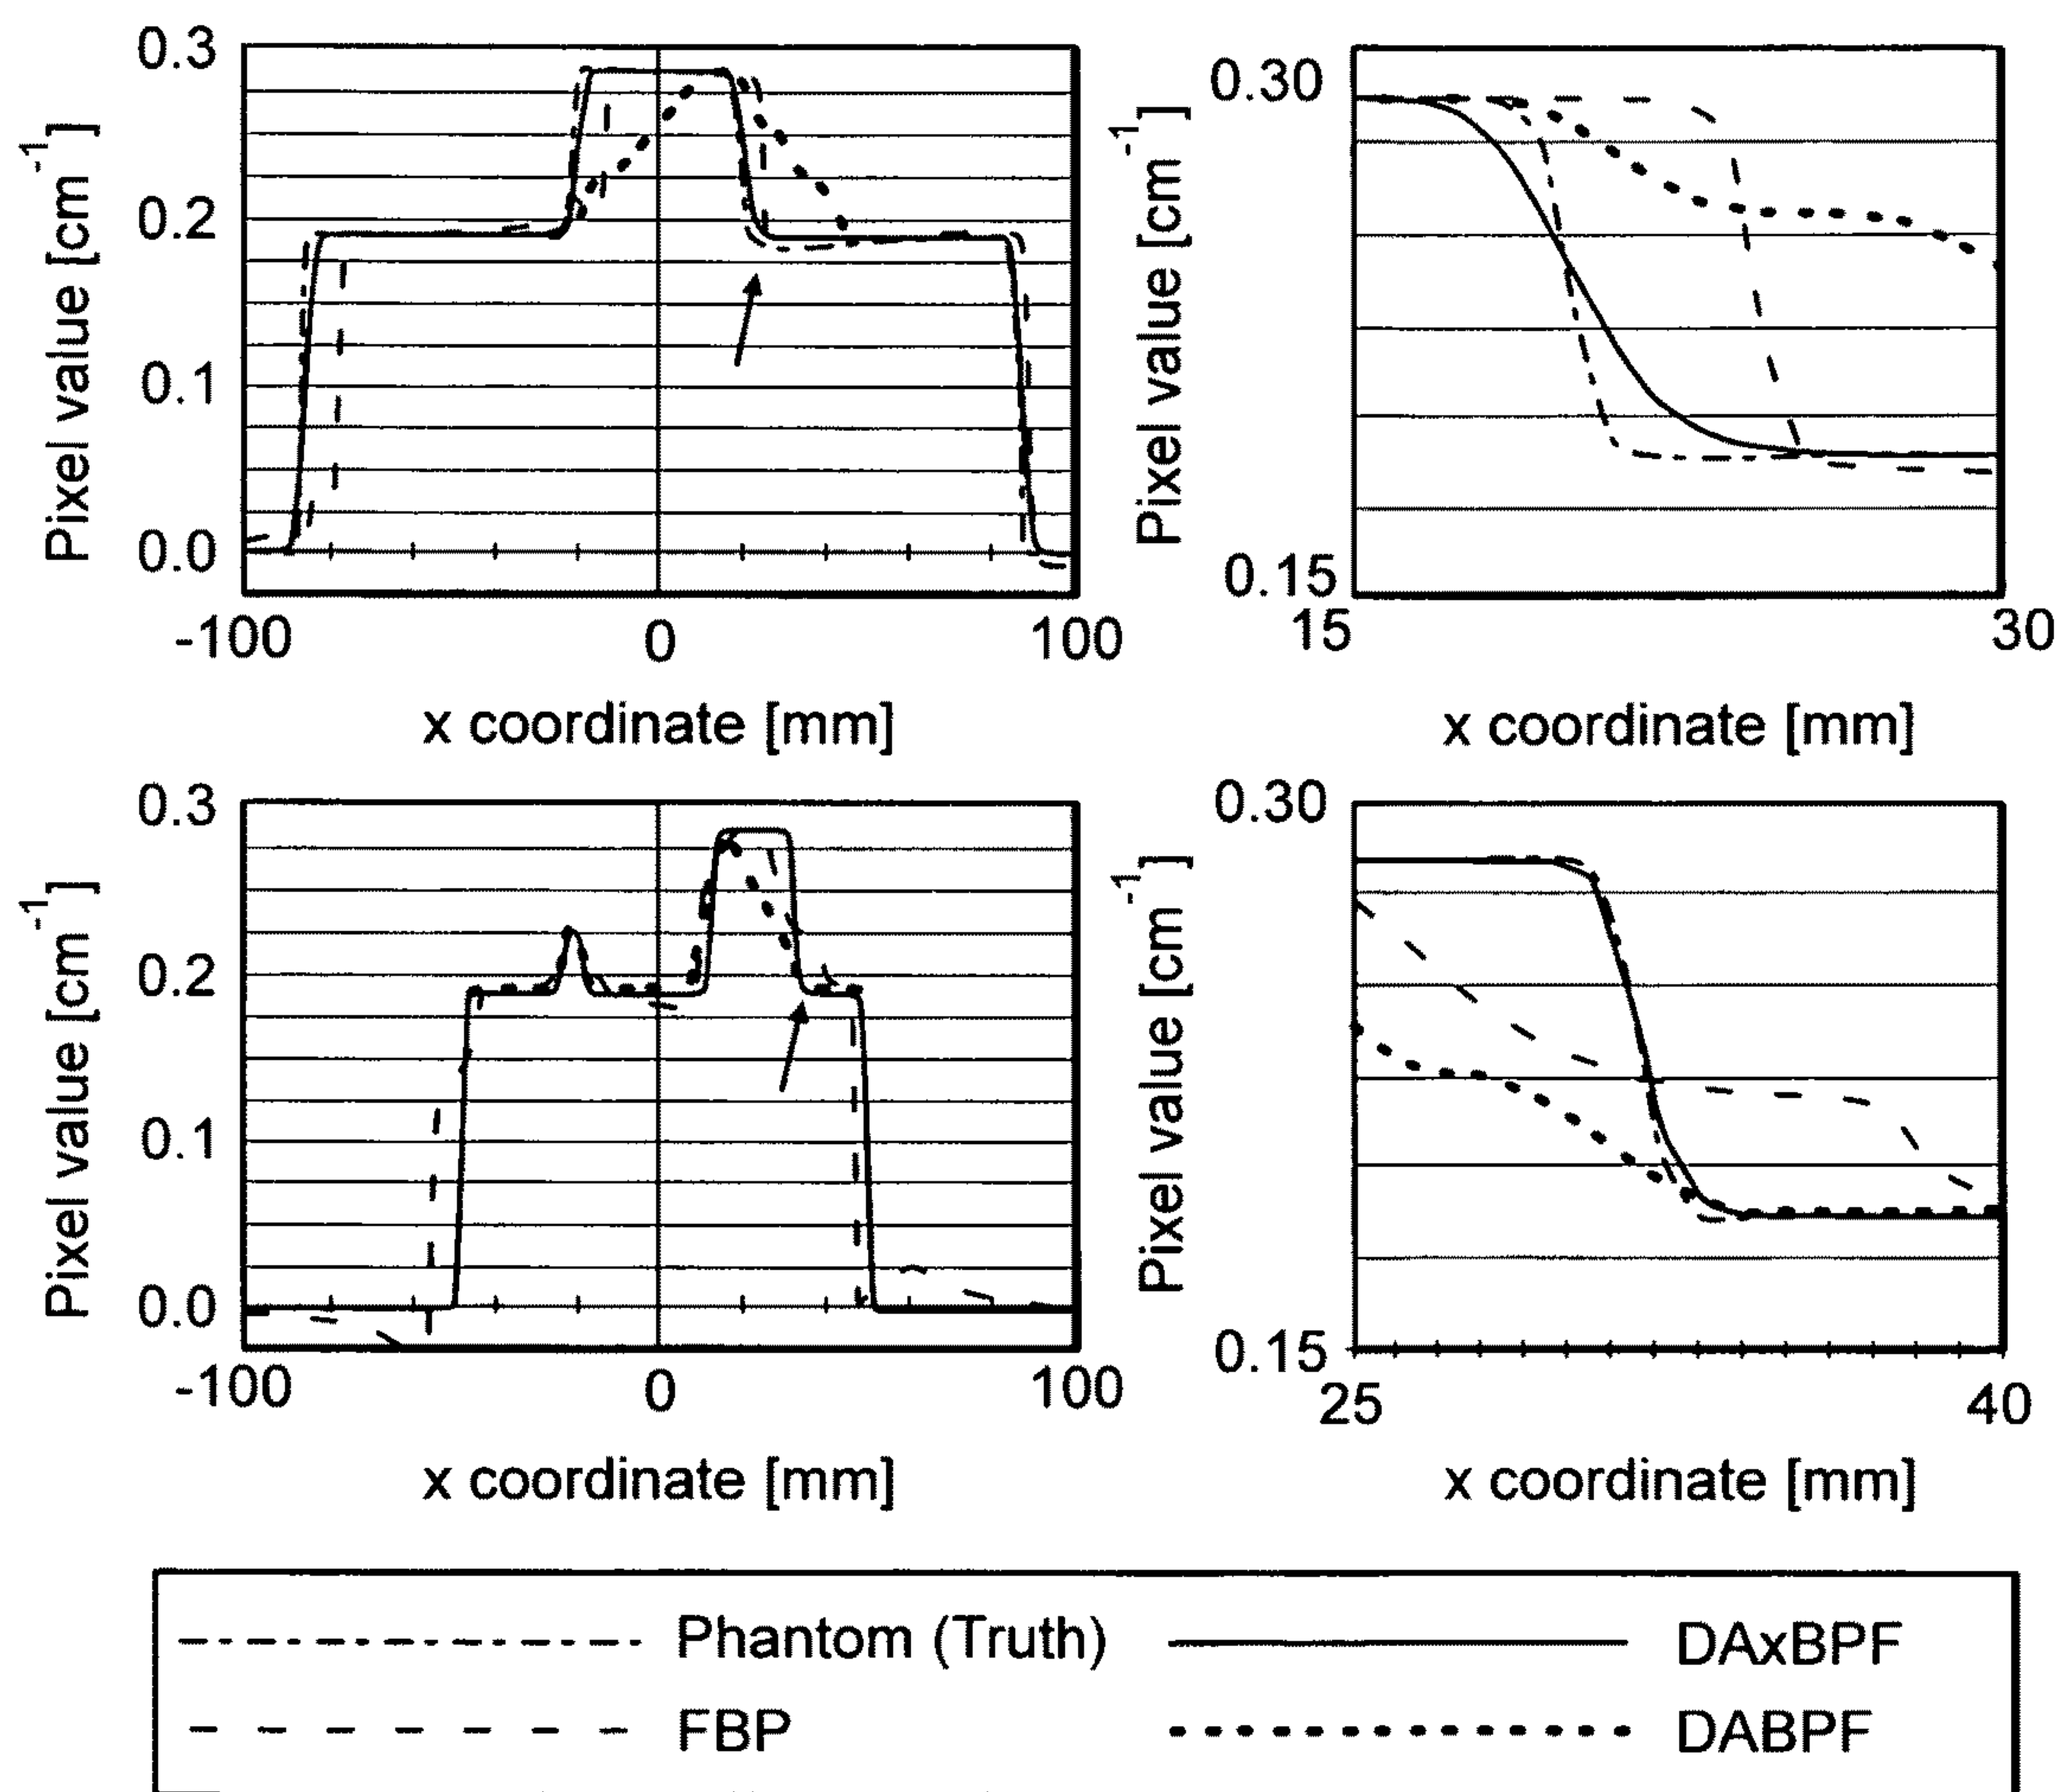 0.3
0.2
0.1
0.0
Pixel value [cm-1]
-100 0 100
x coordinate [mm]
0.30
0.15
Pixel value [cm-1]
15 30
x coordinate [mm]
0.3
0.2
0.1
0.0
Pixel value [cm-1]
-100 0 100
x coordinate [mm]
0.30
0.15
Pixel value [cm-1]
25 40
x coordinate [mm]
Phantom (Truth) DAxBPF
FBP DABPF